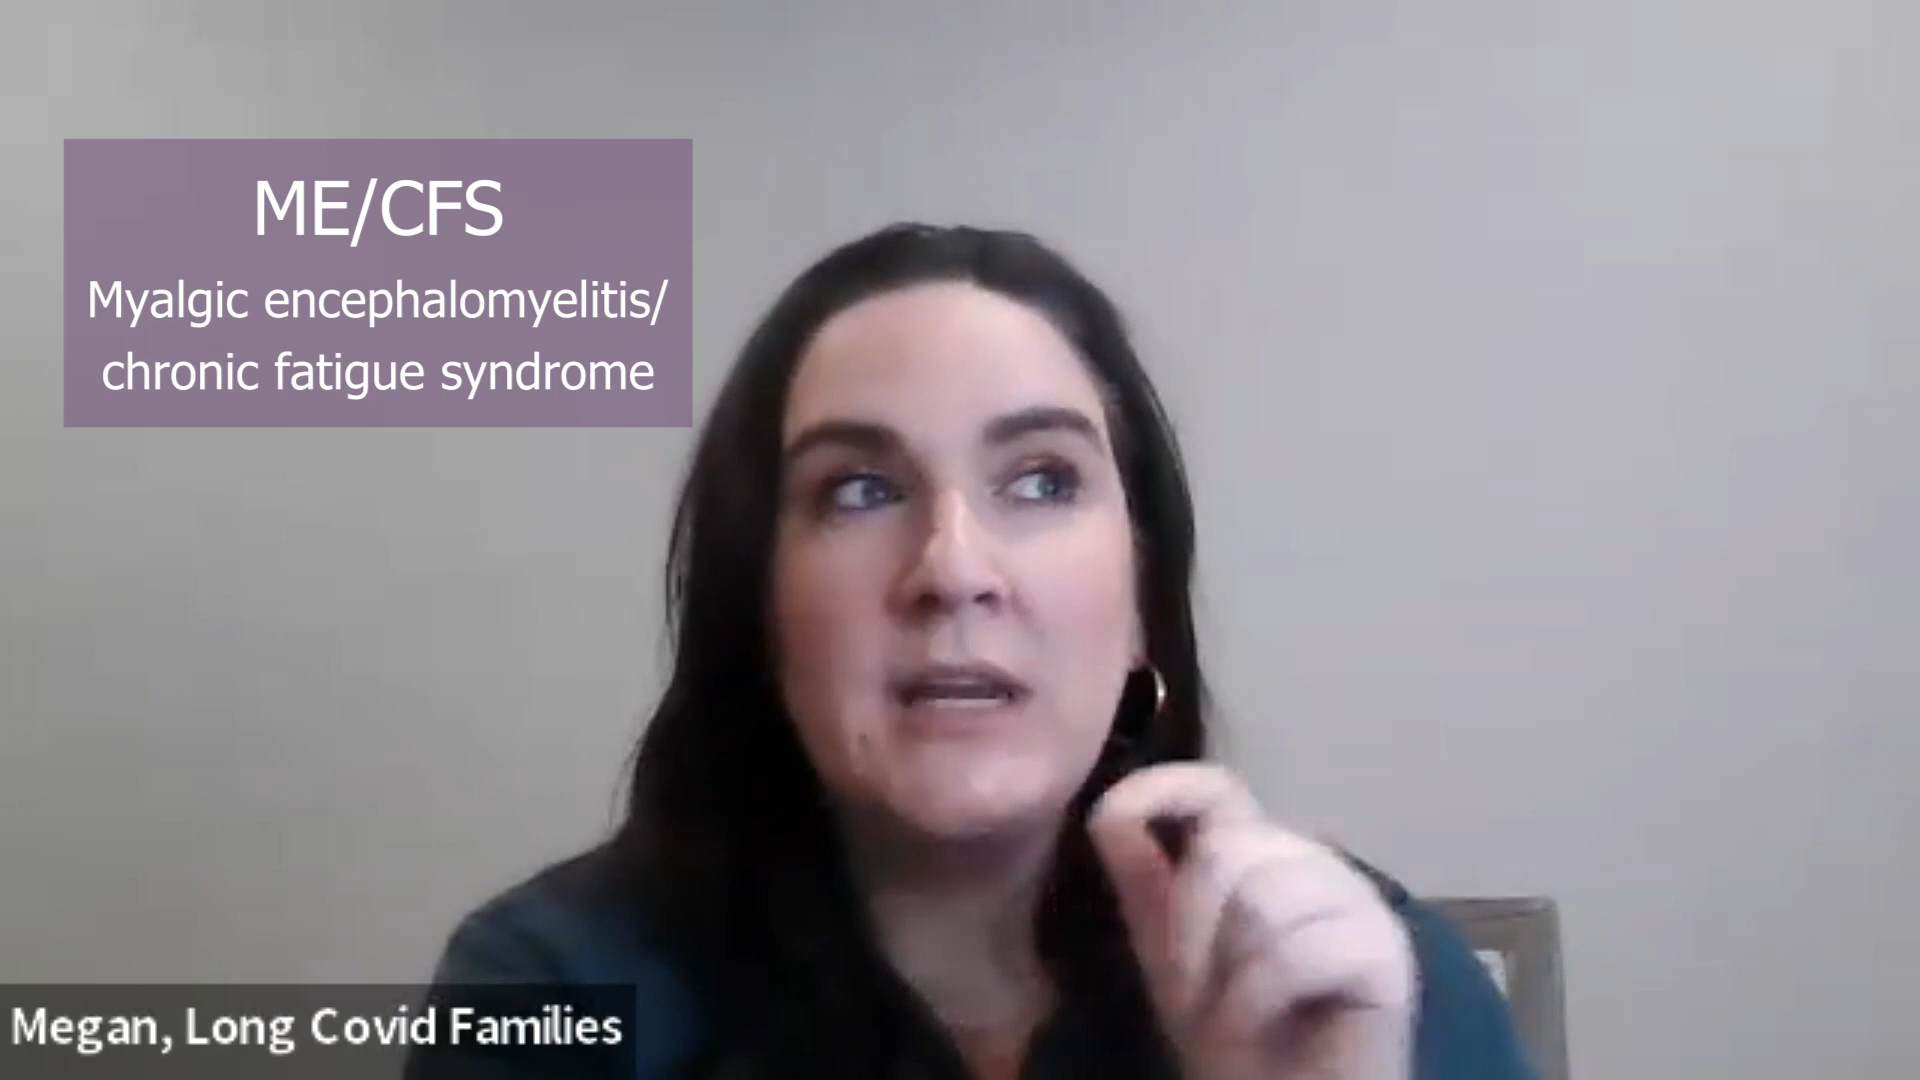 ME/CFS
Myalgic encephalomyelitis/
chronic fatigue syndrome
Megan, Long Covid Families